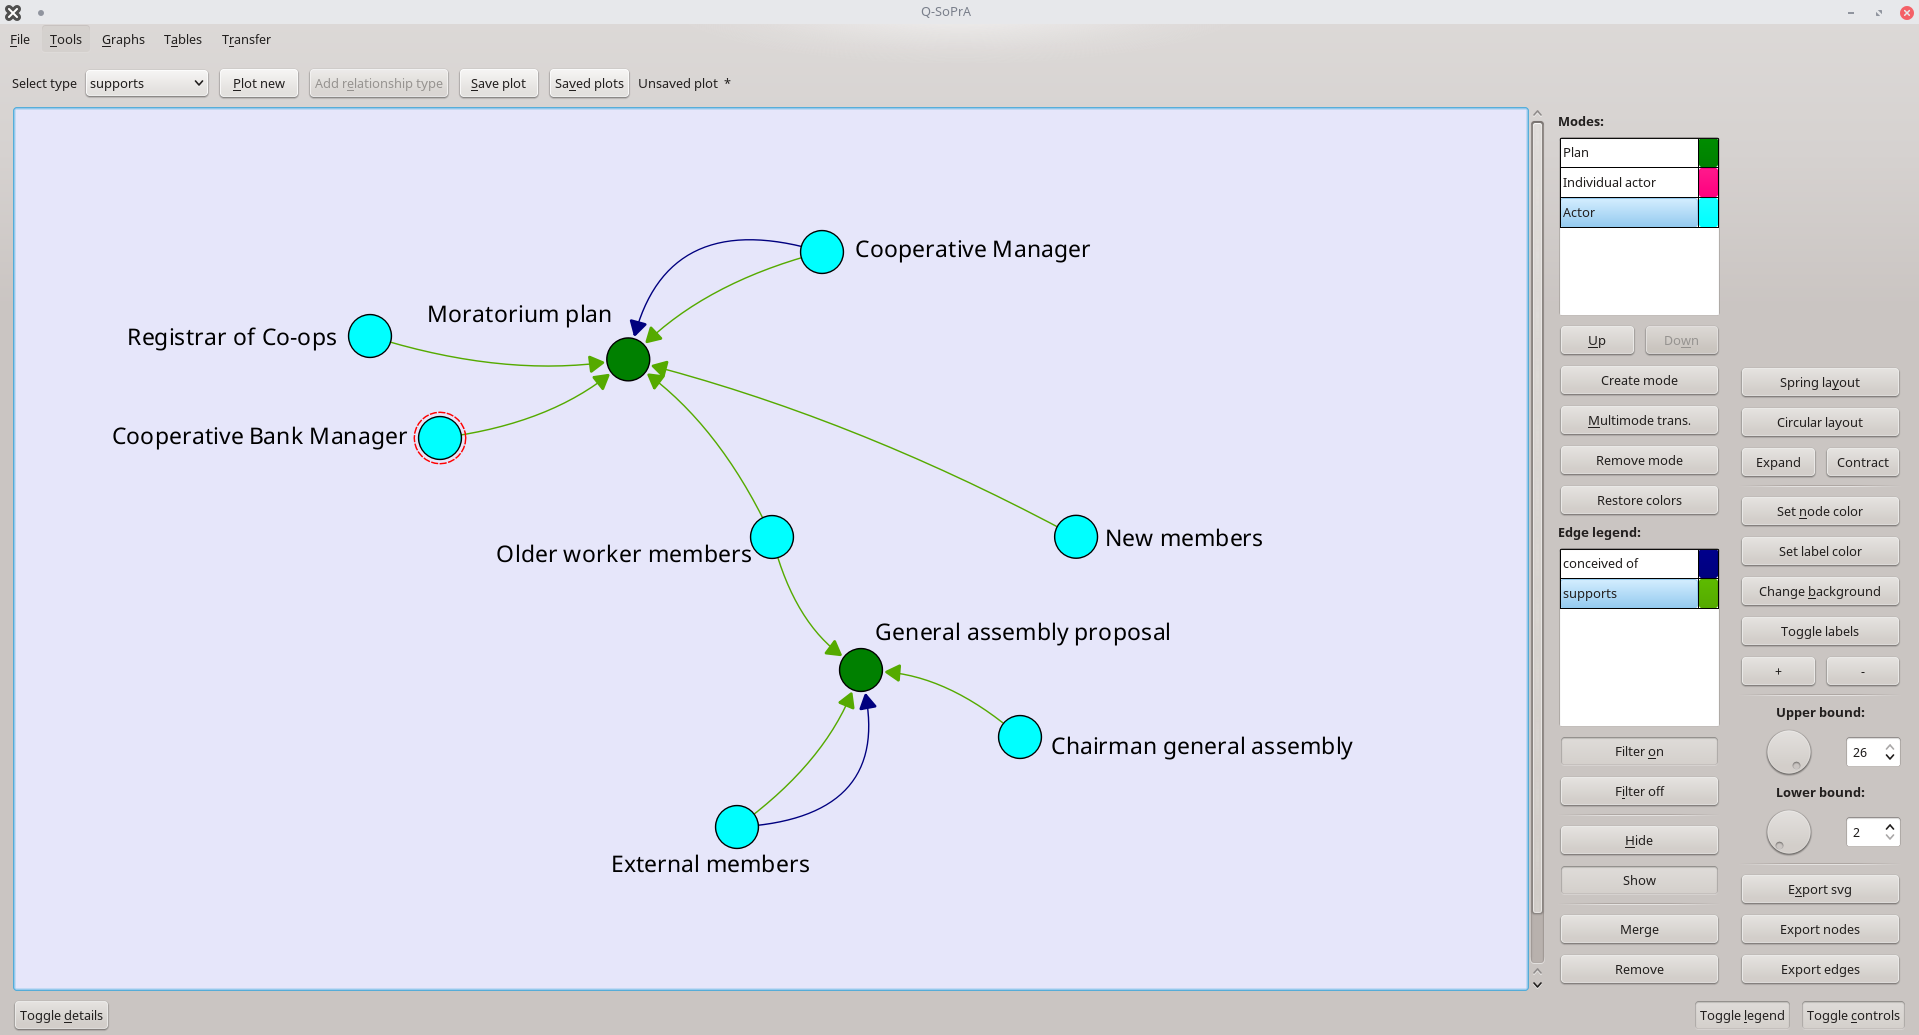 Q-SoPrA
File Tools Graphs Tables Transfer
Select type supports Plot new Add relationship type Save plot Saved plots Unsaved plot *
Cooperative Manager
Moratorium plan
Registrar of Co-ops
Cooperative Bank Manager
Older worker members
New members
General assembly proposal
Chairman general assembly
External members
Modes:
Plan
Individual actor
Actor
Up Down
Create mode
Multimode trans.
Remove mode
Restore colors
Edge legend:
conceived of
supports
Filter on
Filter off
Hide
Show
Merge
Remove
Spring layout
Circular layout
Expand Contract
Set node color
Set label color
Change background
Toggle labels
+ -
Upper bound:
26
Lower bound:
2
Export svg
Export nodes
Export edges
Toggle details Toggle legend Toggle controls